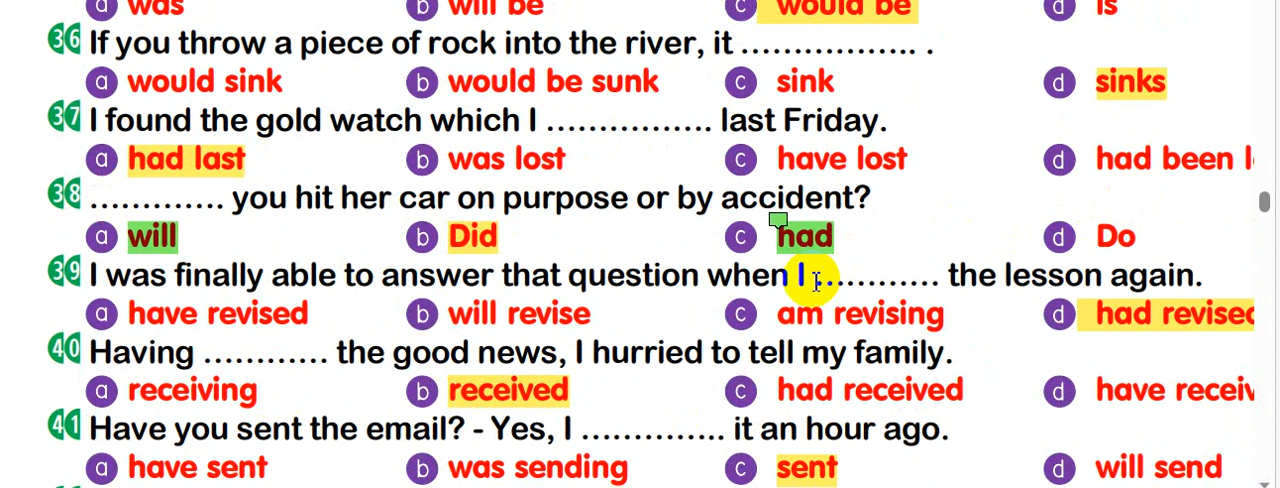 a was b will be c would be d is
36 If you throw a piece of rock into the river, it ................. .
a would sink b would be sunk c sink d sinks
37 I found the gold watch which I ................ last Friday.
a had last b was lost c have lost d had been l
38 ............. you hit her car on purpose or by accident?
a will b Did c had d Do
39 I was finally able to answer that question when I ............ the lesson again.
a have revised b will revise c am revising d had revised
40 Having ............ the good news, I hurried to tell my family.
a receiving b received c had received d have receiv
41 Have you sent the email? - Yes, I .............. it an hour ago.
a have sent b was sending c sent d will send